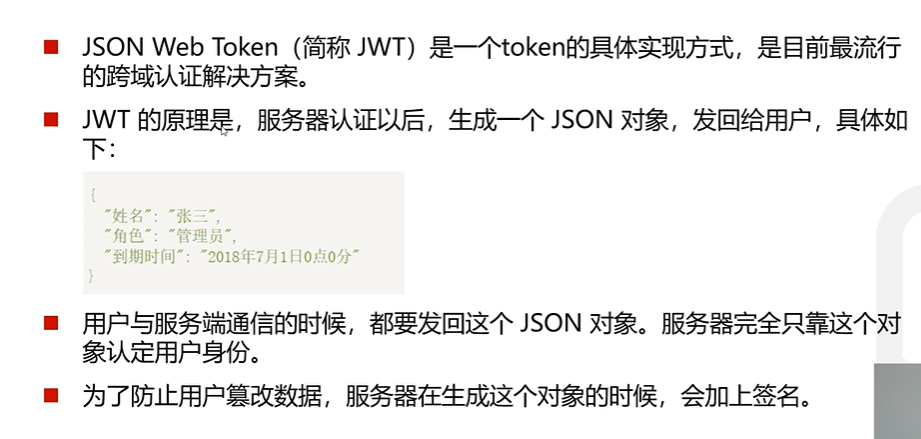 JSON Web Token（简称 JWT）是一个token的具体实现方式，是目前最流行
的跨域认证解决方案。
JWT 的原理是，服务器认证以后，生成一个 JSON 对象，发回给用户，具体如
下：
{
"姓名": "张三",
"角色": "管理员",
"到期时间": "2018年7月1日0点0分"
}
用户与服务端通信的时候，都要发回这个 JSON 对象。服务器完全只靠这个对
象认定用户身份。
为了防止用户篡改数据，服务器在生成这个对象的时候，会加上签名。